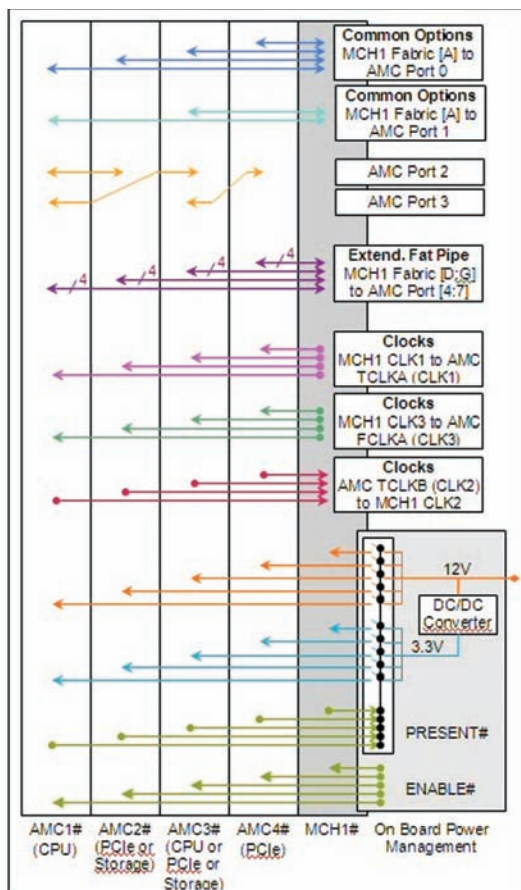 Common Options
MCH1 Fabric [A] to
AMC Port 0
Common Options
MCH1 Fabric [A] to
AMC Port 1
AMC Port 2
AMC Port 3
4
4
4
4
Extend. Fat Pipe
MCH1 Fabric [D:G]
to AMC Port [4:7]
Clocks
MCH1 CLK1 to AMC
TCLKA (CLK1)
Clocks
MCH1 CLK3 to AMC
FCLKA (CLK3)
Clocks
AMC TCLKB (CLK2)
to MCH1 CLK2
12V
DC/DC
Converter
3.3V
PRESENT#
ENABLE#
AMC1#
(CPU)
AMC2#
(PCIe or
Storage)
AMC3#
(CPU or
PCIe or
Storage)
AMC4#
(PCIe)
MCH1#
On Board Power
Management